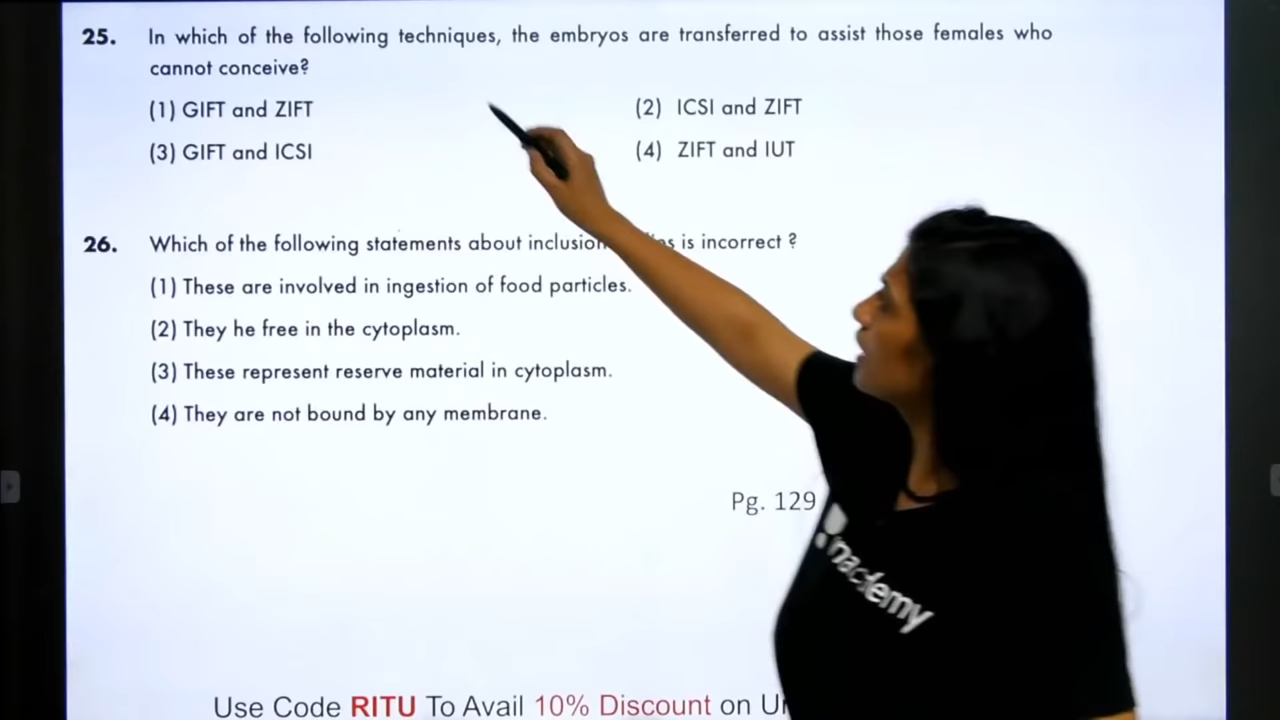 25. In which of the following techniques, the embryos are transferred to assist those females who
cannot conceive?
(1) GIFT and ZIFT
(2) ICSI and ZIFT
(3) GIFT and ICSI
(4) ZIFT and IUT
26. Which of the following statements about inclusion is incorrect ?
(1) These are involved in ingestion of food particles.
(2) They he free in the cytoplasm.
(3) These represent reserve material in cytoplasm.
(4) They are not bound by any membrane.
Pg. 129
unacademy
Use Code RITU To Avail 10% Discount on